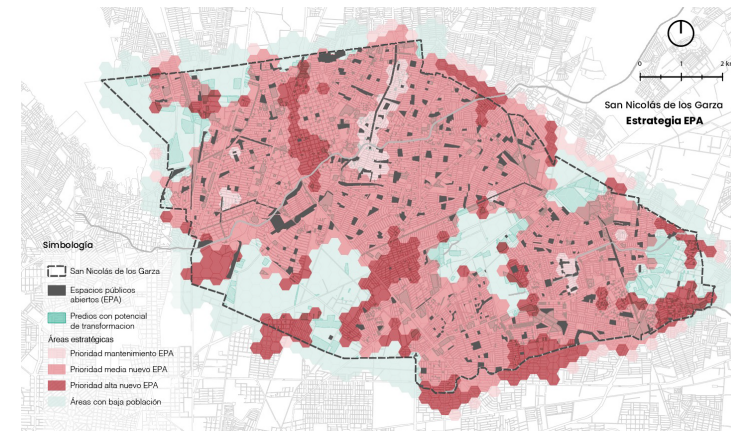 0 1 2 km
San Nicolás de los Garza
Estrategia EPA
Simbología
San Nicolás de los Garza
Espacios públicos
abiertos (EPA)
Predios con potencial
de transformacion
Áreas estratégicas
Prioridad mantenimiento EPA
Prioridad media nuevo EPA
Prioridad alta nuevo EPA
Áreas con baja población